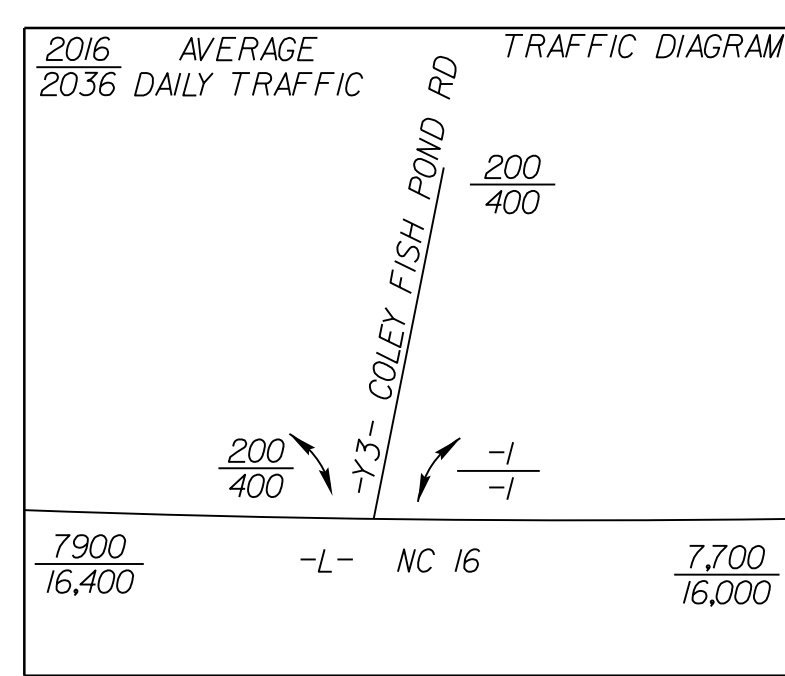 2016 AVERAGE
2036 DAILY TRAFFIC
TRAFFIC DIAGRAM
-Y3- COLEY FISH POND RD
200
400
200
400
-1
-1
7900
16,400
-L- NC 16
7,700
16,000